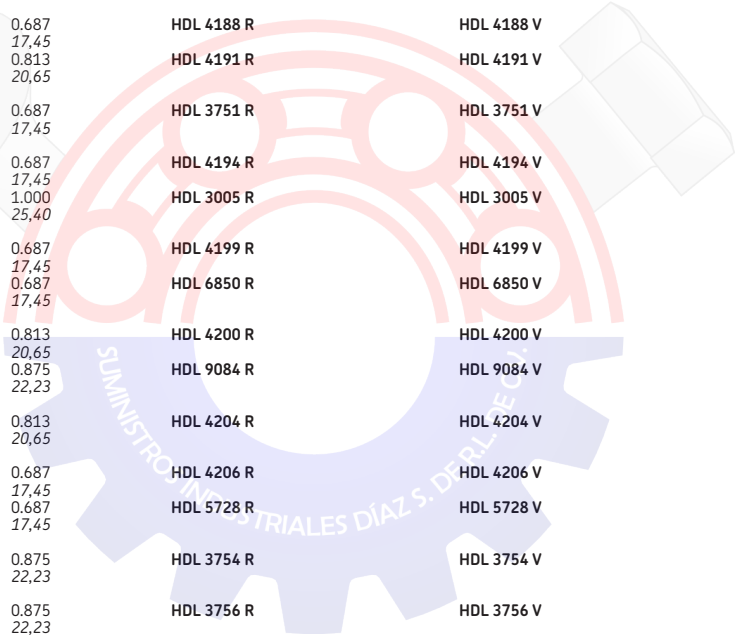 0.687 HDL 4188 R HDL 4188 V
17,45
0.813 HDL 4191 R HDL 4191 V
20,65
0.687 HDL 3751 R HDL 3751 V
17,45
0.687 HDL 4194 R HDL 4194 V
17,45
1.000 HDL 3005 R HDL 3005 V
25,40
0.687 HDL 4199 R HDL 4199 V
17,45
0.687 HDL 6850 R HDL 6850 V
17,45
0.813 HDL 4200 R HDL 4200 V
20,65
0.875 HDL 9084 R HDL 9084 V
22,23
0.813 HDL 4204 R HDL 4204 V
20,65
0.687 HDL 4206 R HDL 4206 V
17,45
0.687 HDL 5728 R HDL 5728 V
17,45
0.875 HDL 3754 R HDL 3754 V
22,23
0.875 HDL 3756 R HDL 3756 V
22,23
SUMINISTROS INDUSTRIALES DÍAZ S. DE R.L. DE C.V.